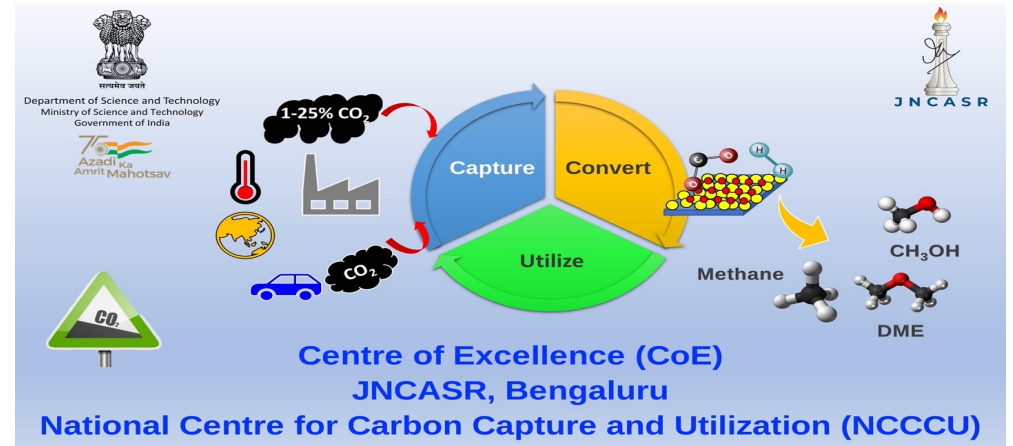 सत्यमेव जयते
Department of Science and Technology
Ministry of Science and Technology
Government of India
75
Azadi Ka
Amrit Mahotsav
JNCASR
1-25% CO₂
Capture
Convert
C O
O
H
H
CO₂
Utilize
Methane
CH₃OH
DME
CO₂
Centre of Excellence (CoE)
JNCASR, Bengaluru
National Centre for Carbon Capture and Utilization (NCCCU)